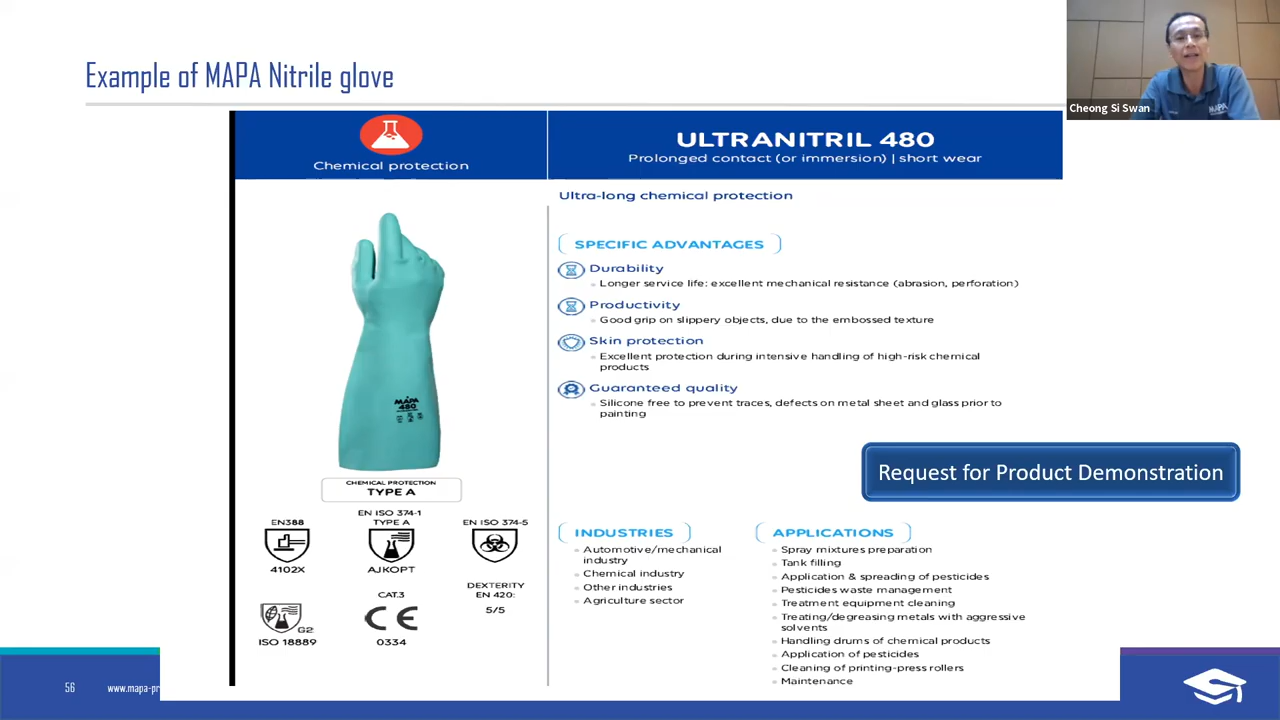 Example of MAPA Nitrile glove
Cheong Si Swan
MAPA
Chemical protection
ULTRANITRIL 480
Prolonged contact (or immersion) | short wear
Ultra-long chemical protection
SPECIFIC ADVANTAGES
Durability
Longer service life: excellent mechanical resistance (abrasion, perforation)
Productivity
Good grip on slippery objects, due to the embossed texture
Skin protection
Excellent protection during intensive handling of high-risk chemical
products
Guaranteed quality
Silicone free to prevent traces, defects on metal sheet and glass prior to
painting
MAPA
480
CHEMICAL PROTECTION
TYPE A
EN388
4102X
EN ISO 374-1
TYPE A
AJKOPT
EN ISO 374-5
DEXTERITY
EN 420:
5/5
G2
ISO 18889
CAT.3
CE
0334
Request for Product Demonstration
INDUSTRIES
Automotive/mechanical
industry
Chemical industry
Other industries
Agriculture sector
APPLICATIONS
Spray mixtures preparation
Tank filling
Application & spreading of pesticides
Pesticides waste management
Treatment equipment cleaning
Treating/degreasing metals with aggressive
solvents
Handling drums of chemical products
Application of pesticides
Cleaning of printing-press rollers
Maintenance
56
www.mapa-pr